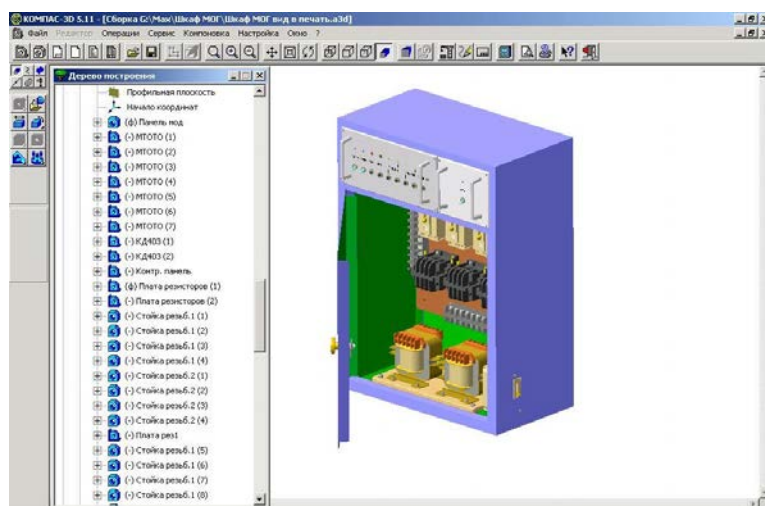 КОМПАС-3D 5.11 - [Сборка G:\Мак\Шкаф МОГ\Шкаф МОГ вид в печать.a3d]
Файл Редактор Операции Сервис Компоновка Настройка Окно ?
Дерево построения
Профильная плоскость
Начало координат
(ф) Панель мод
(-) МТОТО (1)
(-) МТОТО (2)
(-) МТОТО (3)
(-) МТОТО (4)
(-) МТОТО (5)
(-) МТОТО (6)
(-) МТОТО (7)
(-) КД403 (1)
(-) КД403 (2)
(-) Контр. панель
(ф) Плата резисторов (1)
(-) Плата резисторов (2)
(-) Стойка резьб.1 (1)
(-) Стойка резьб.1 (2)
(-) Стойка резьб.1 (3)
(-) Стойка резьб.1 (4)
(-) Стойка резьб.2 (1)
(-) Стойка резьб.2 (2)
(-) Стойка резьб.2 (3)
(-) Стойка резьб.2 (4)
(-) Плата рез1
(-) Стойка резьб.1 (5)
(-) Стойка резьб.1 (6)
(-) Стойка резьб.1 (7)
(-) Стойка резьб.1 (8)